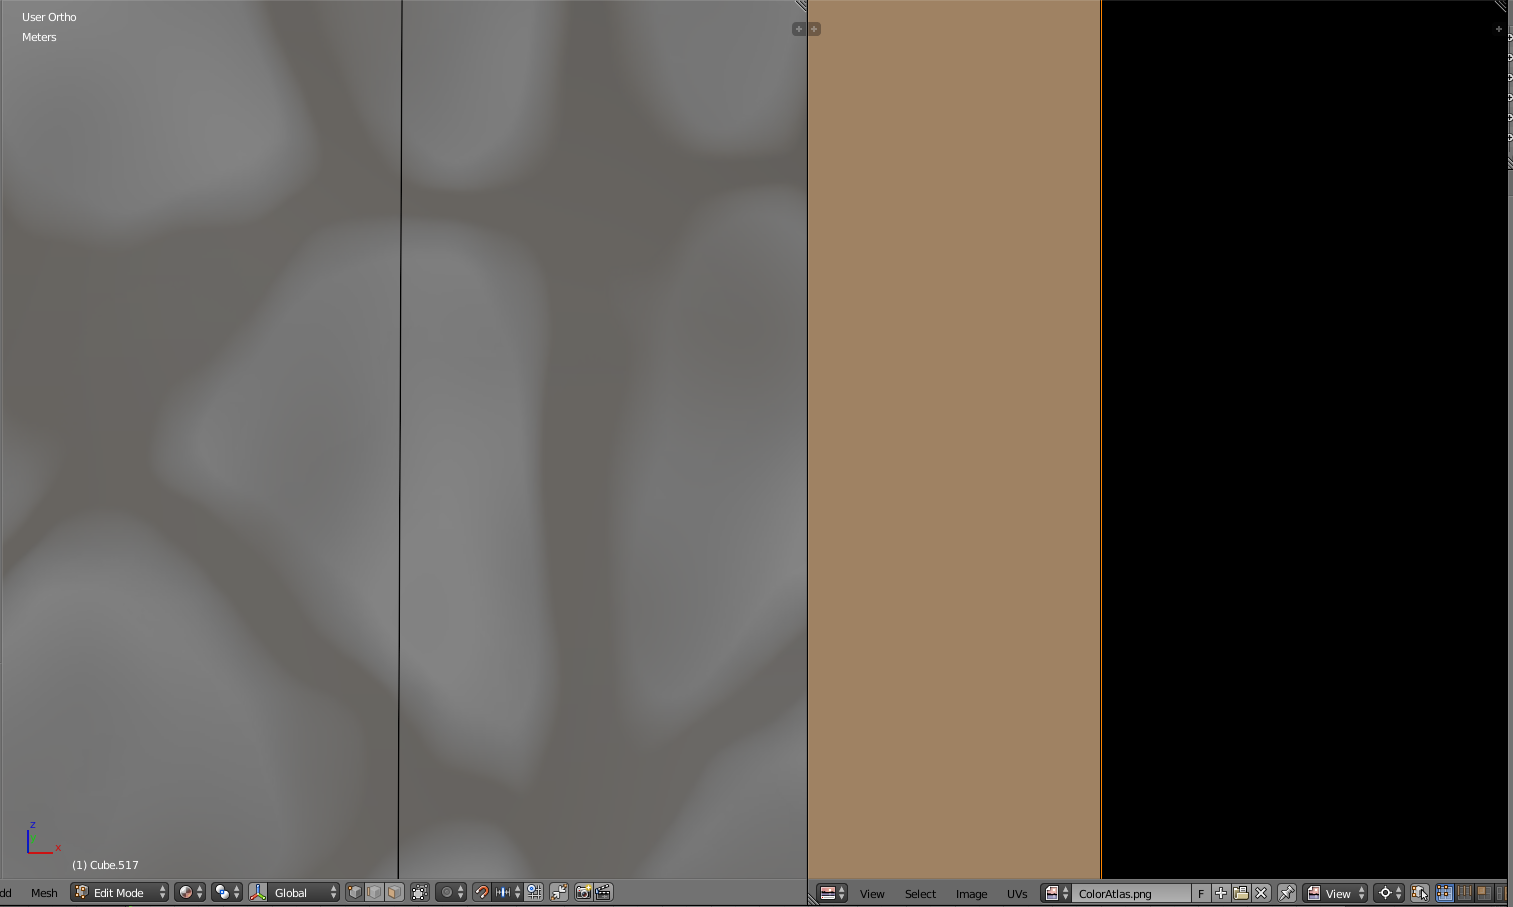 User Ortho
Meters
z
x
(1) Cube.517
dd Mesh Edit Mode Global
View Select Image UVs ColorAtlas.png F View